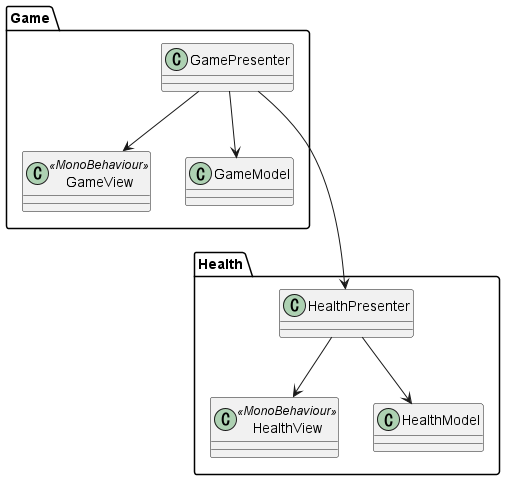 Game
C GamePresenter
C «MonoBehaviour»
GameView
C GameModel
Health
C HealthPresenter
C «MonoBehaviour»
HealthView
C HealthModel